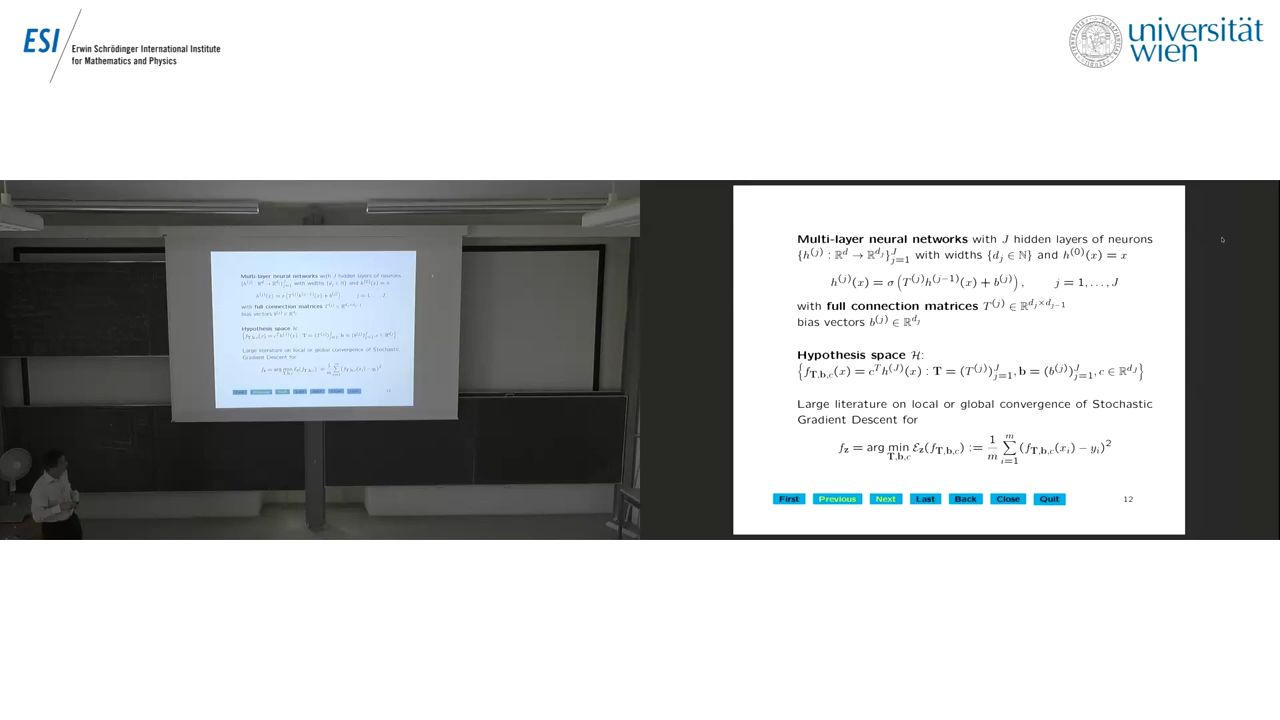 ESI
Erwin Schrödinger International Institute
for Mathematics and Physics
universität
wien
Multi-layer neural networks with J hidden layers of neurons
{h^(j) : ℝ^d → ℝ^{d_j}}_{j=1}^J with widths {d_j ∈ ℕ} and h^(0)(x) = x
h^(j)(x) = σ(T^(j)h^(j−1)(x) + b^(j)), j = 1, . . . , J
with full connection matrices T^(j) ∈ ℝ^{d_j×d_{j−1}}
bias vectors b^(j) ∈ ℝ^{d_j}
Hypothesis space ℋ:
{f_{T,b,c}(x) = c^T h^(J)(x) : T = (T^(j))_{j=1}^J, b = (b^(j))_{j=1}^J, c ∈ ℝ^{d_J}}
Large literature on local or global convergence of Stochastic
Gradient Descent for
f_z = arg min_{T,b,c} ℰ_z(f_{T,b,c}) := 1/m ∑_{i=1}^m (f_{T,b,c}(x_i) − y_i)^2
First Previous Next Last Back Close Quit 12